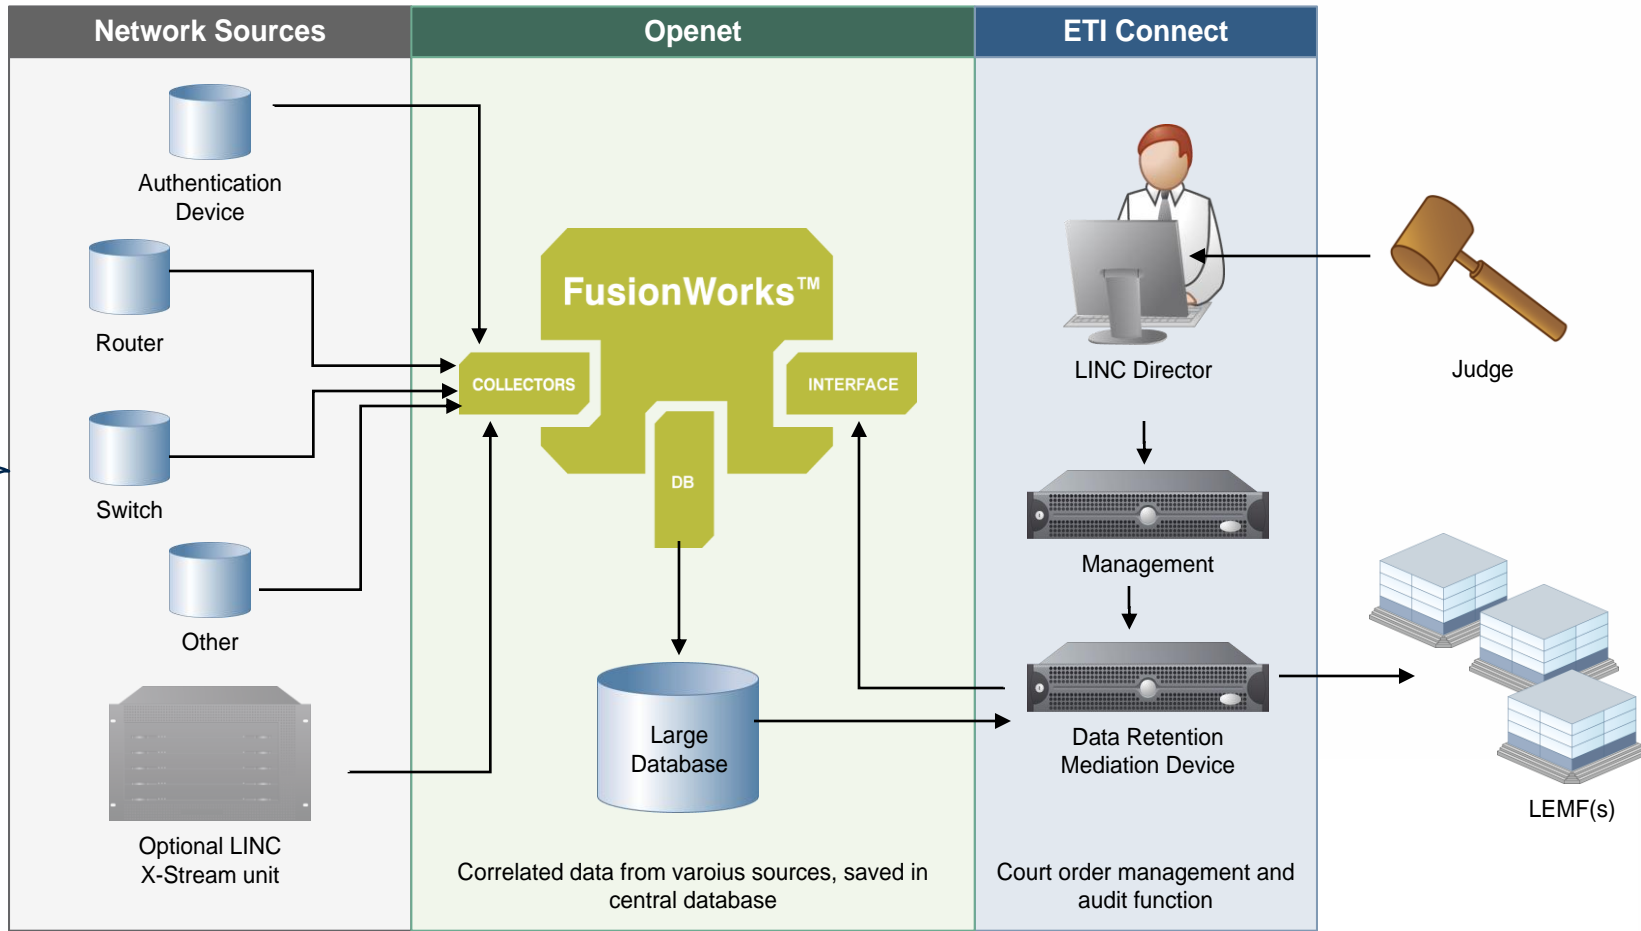 Network Sources
Openet
ETI Connect
Authentication
Device
Router
Switch
Other
Optional LINC
X-Stream unit
FusionWorks™
COLLECTORS
INTERFACE
DB
Large
Database
Correlated data from varoius sources, saved in
central database
LINC Director
Management
Data Retention
Mediation Device
Court order management and
audit function
Judge
LEMF(s)